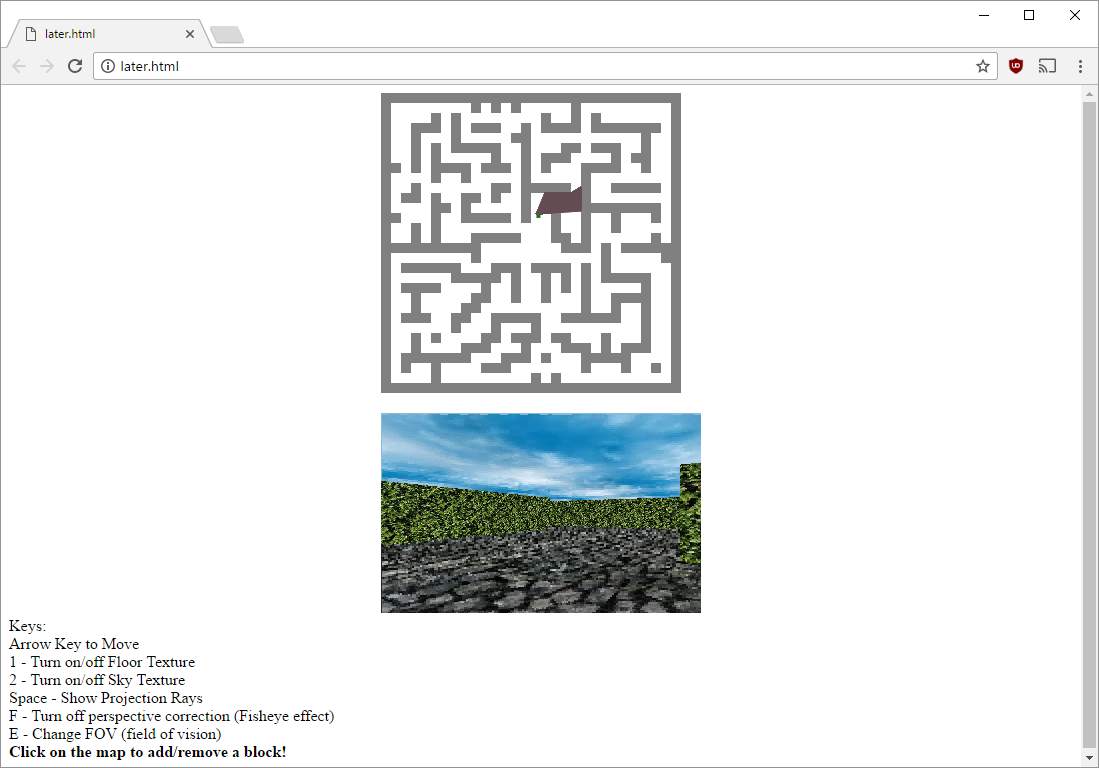 later.html
later.html
Keys:
Arrow Key to Move
1 - Turn on/off Floor Texture
2 - Turn on/off Sky Texture
Space - Show Projection Rays
F - Turn off perspective correction (Fisheye effect)
E - Change FOV (field of vision)
Click on the map to add/remove a block!